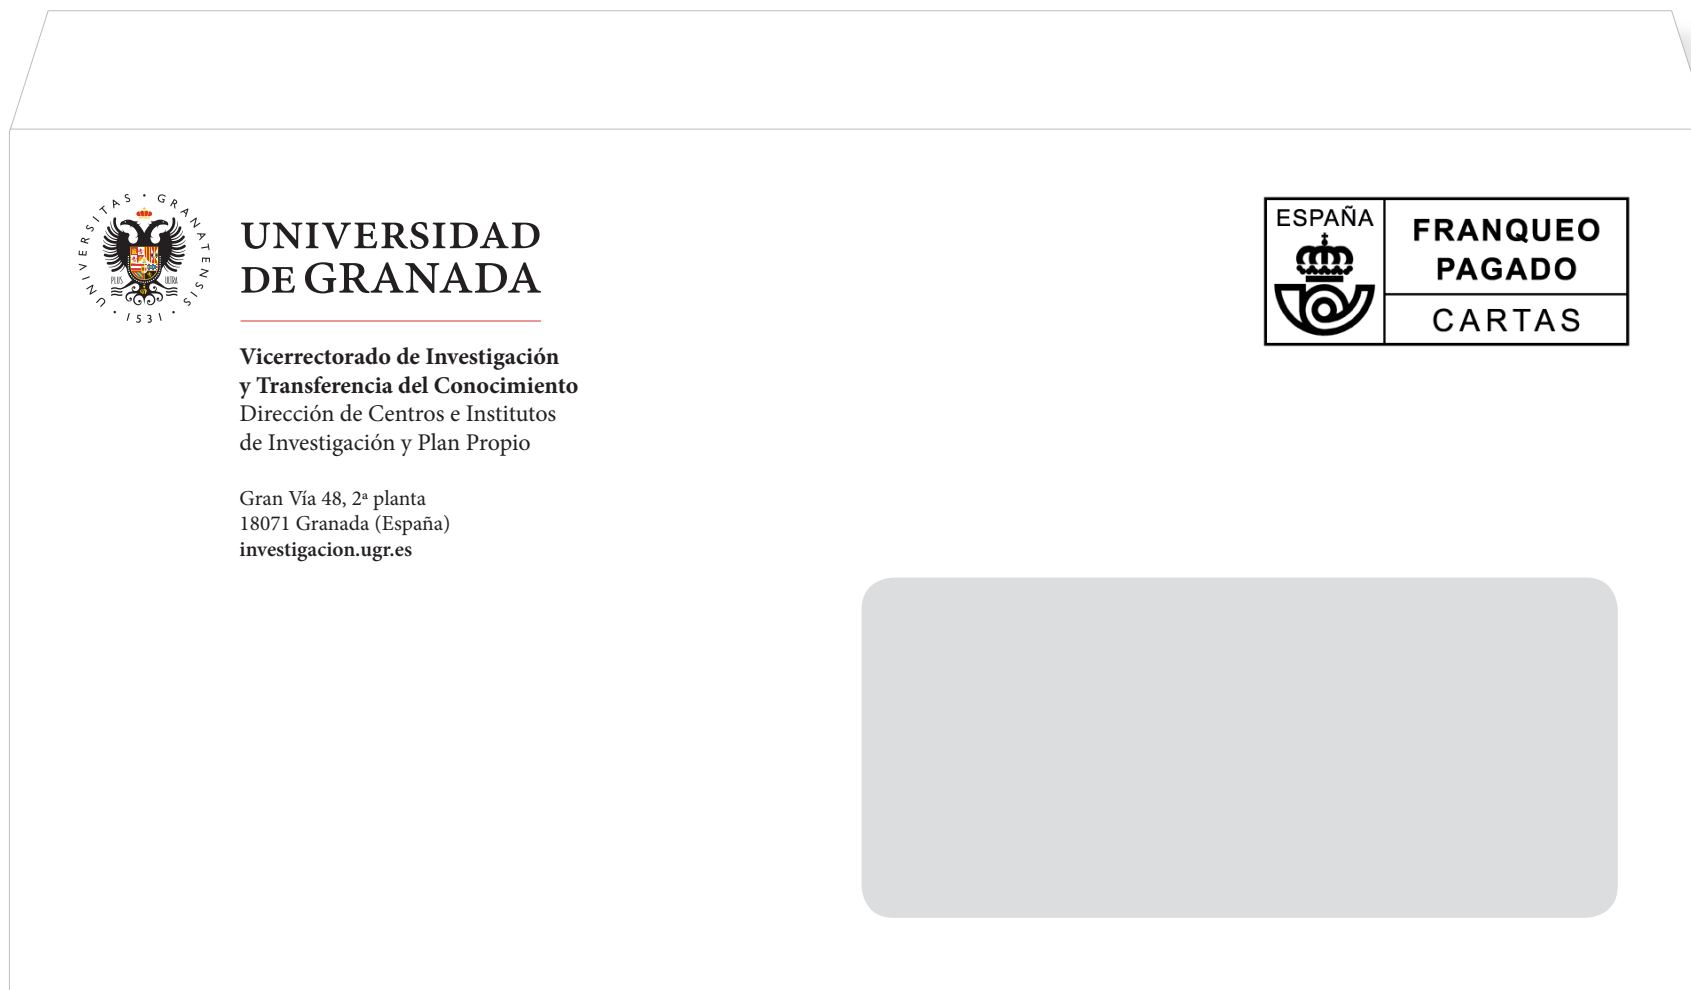 UNIVERSITAS · GRANATENSIS · 1531 ·
PLUS ULTRA
UNIVERSIDAD
DE GRANADA
Vicerrectorado de Investigación
y Transferencia del Conocimiento
Dirección de Centros e Institutos
de Investigación y Plan Propio
Gran Vía 48, 2ª planta
18071 Granada (España)
investigacion.ugr.es
ESPAÑA
FRANQUEO
PAGADO
CARTAS